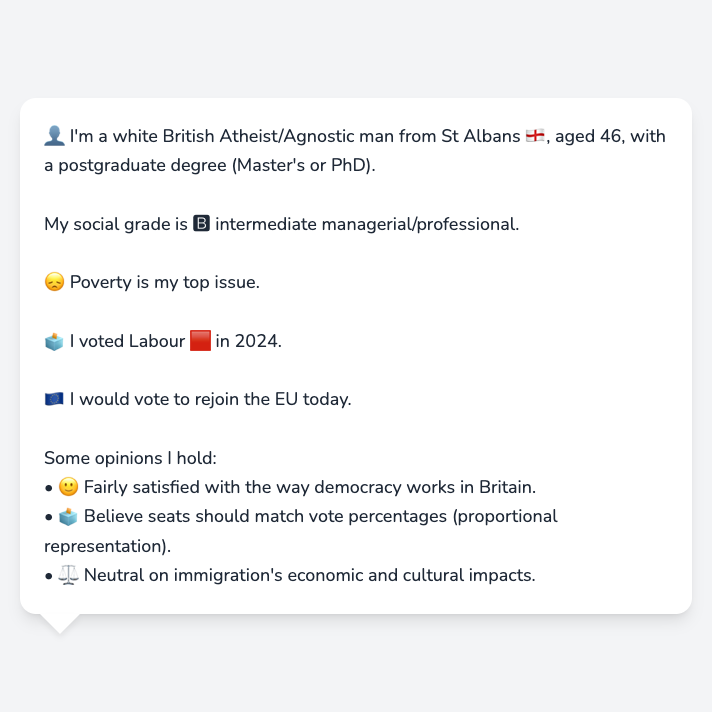 👤 I'm a white British Atheist/Agnostic man from St Albans 🏴󠁧󠁢󠁥󠁮󠁧󠁿, aged 46, with
a postgraduate degree (Master's or PhD).
My social grade is 🅱 intermediate managerial/professional.
😞 Poverty is my top issue.
🗳️ I voted Labour 🟥 in 2024.
🇪🇺 I would vote to rejoin the EU today.
Some opinions I hold:
• 🙂 Fairly satisfied with the way democracy works in Britain.
• 🗳️ Believe seats should match vote percentages (proportional
representation).
• ⚖️ Neutral on immigration's economic and cultural impacts.